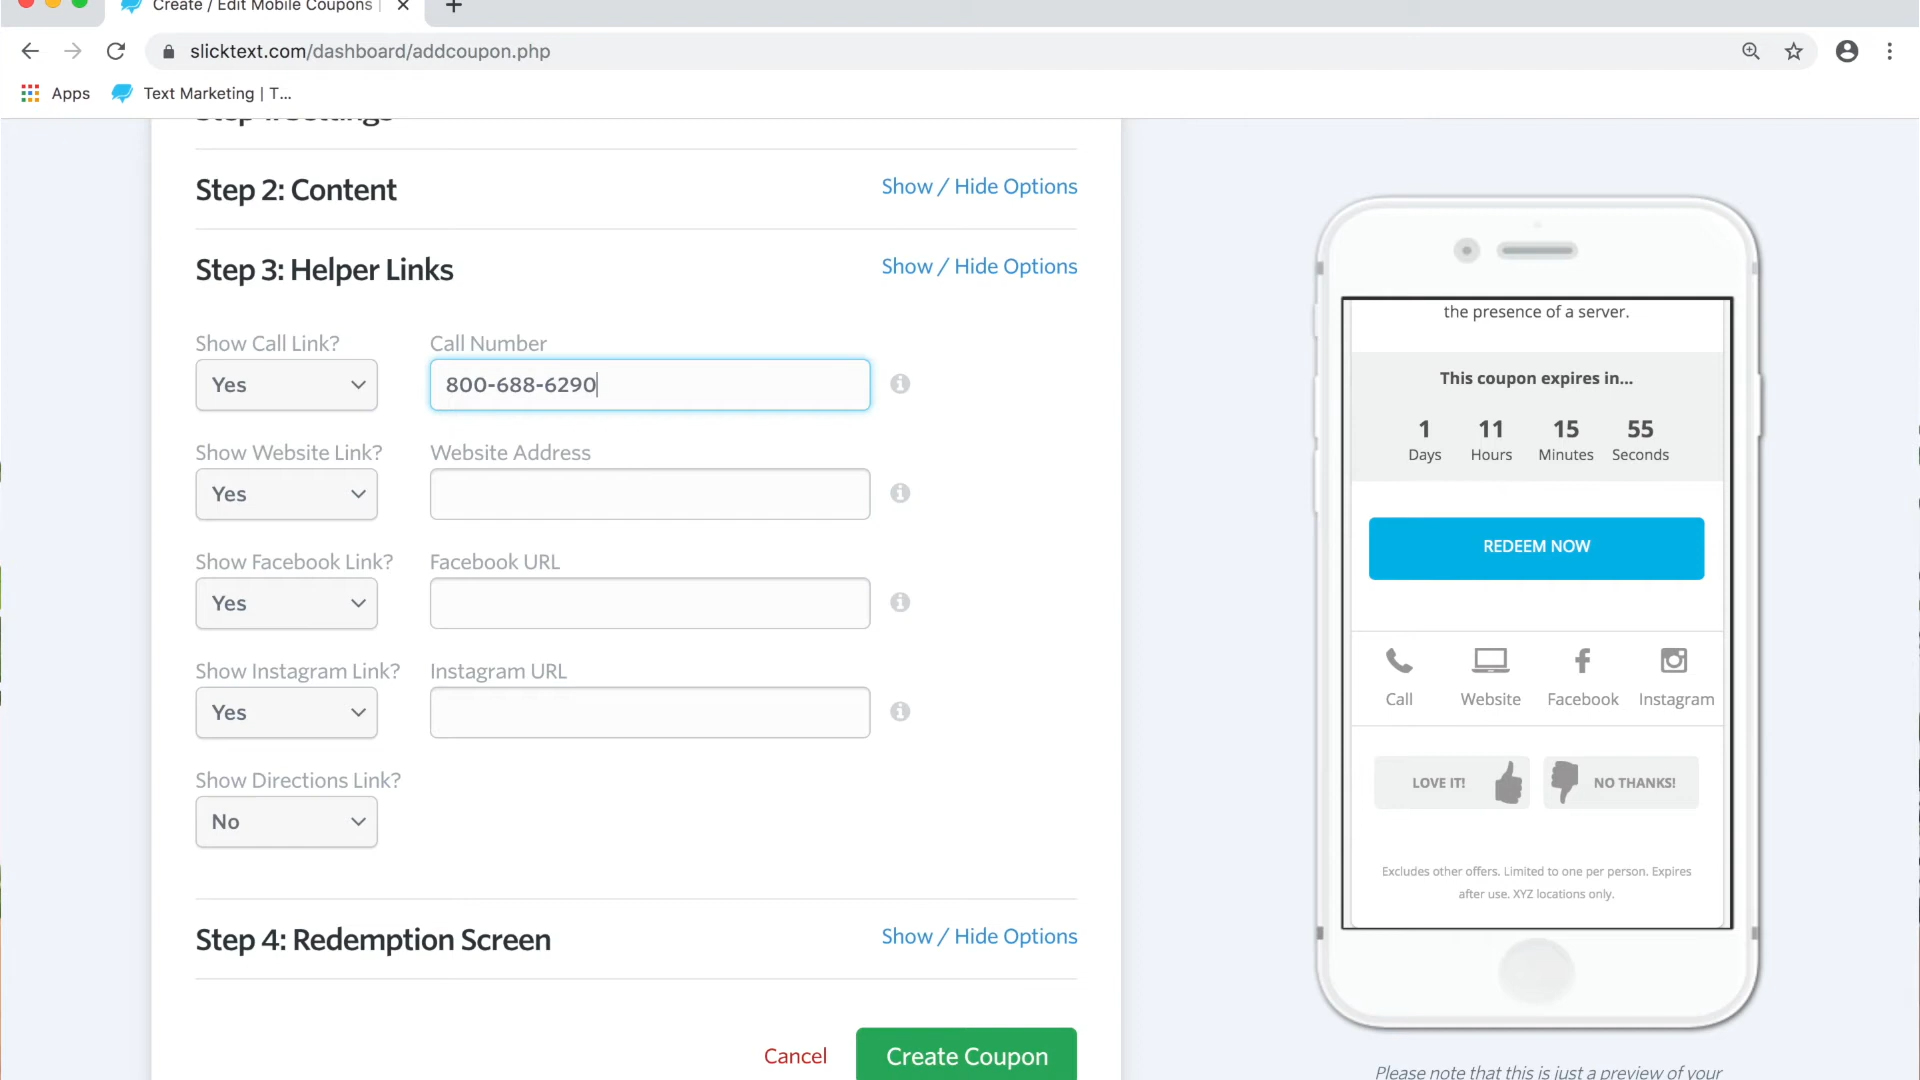 Create / Edit Mobile Coupons
slicktext.com/dashboard/addcoupon.php
Apps
Text Marketing | T...
Step 1: Settings
Step 2: Content
Show / Hide Options
Step 3: Helper Links
Show / Hide Options
Show Call Link?
Call Number
Yes
800-688-6290
Show Website Link?
Website Address
Yes
Show Facebook Link?
Facebook URL
Yes
Show Instagram Link?
Instagram URL
Yes
Show Directions Link?
No
Step 4: Redemption Screen
Show / Hide Options
Cancel
Create Coupon
the presence of a server.
This coupon expires in...
1 11 15 55
Days Hours Minutes Seconds
REDEEM NOW
Call Website Facebook Instagram
LOVE IT! NO THANKS!
Excludes other offers. Limited to one per person. Expires
after use. XYZ locations only.
Please note that this is just a preview of your